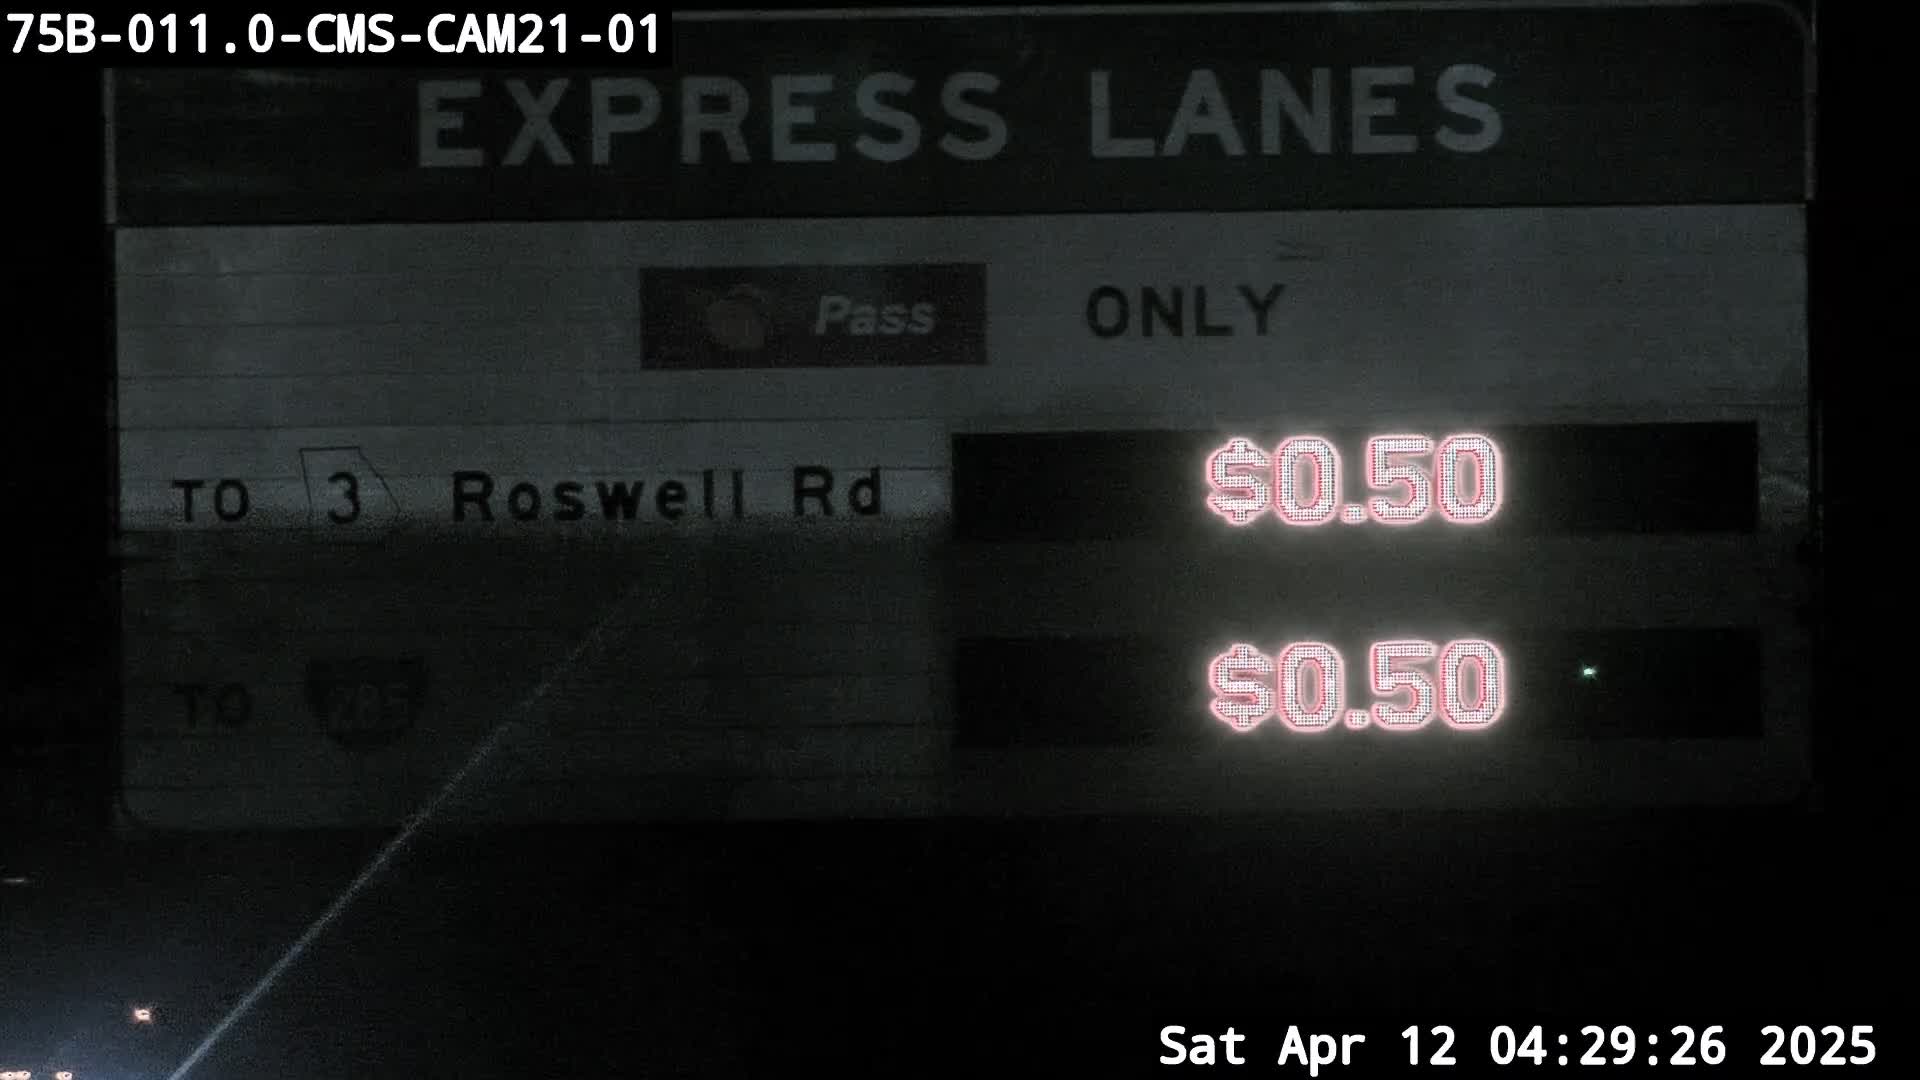 75B-011.0-CMS-CAM21-01
EXPRESS LANES
Pass ONLY
TO 3 Roswell Rd $0.50
TO 285 $0.50
Sat Apr 12 04:29:26 2025